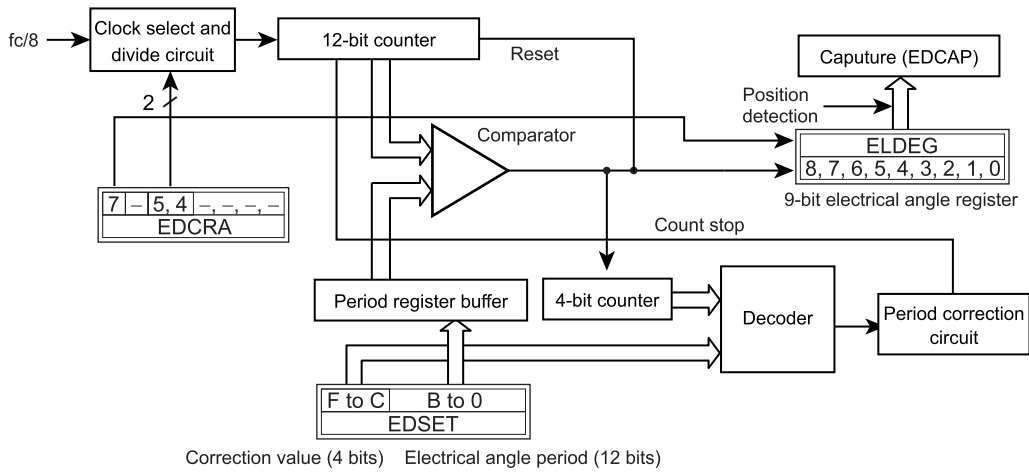 fc/8
Clock select and
divide circuit
12-bit counter
Reset
Caputure (EDCAP)
2
Position
detection
Comparator
ELDEG
8, 7, 6, 5, 4, 3, 2, 1, 0
9-bit electrical angle register
7 – 5, 4 –, –, –, –
EDCRA
Count stop
Period register buffer
4-bit counter
Decoder
Period correction
circuit
F to C B to 0
EDSET
Correction value (4 bits) Electrical angle period (12 bits)